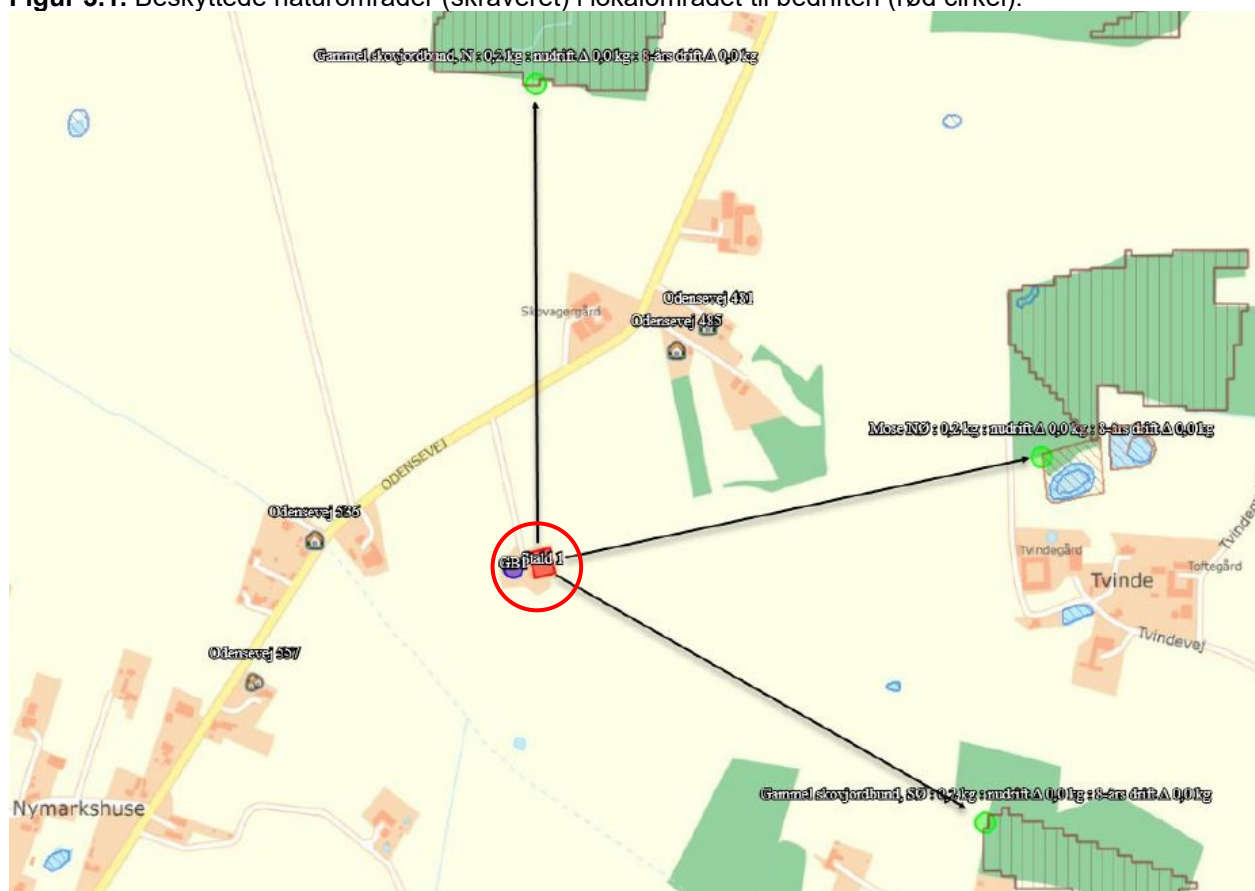 Figur 5.1. Beskyttede naturområder (skraveret) i lokalområdet til bedriften (rød cirkel).
Gammel skovjordbund, N : 0,2 kg : nudrift Δ 0,0 kg : 8-års drift Δ 0,0 kg
Odensevej 481
Skovagergård
Odensevej 485
Mose NØ : 0,2 kg : nudrift Δ 0,0 kg : 8-års drift Δ 0,0 kg
ODENSEVEJ
Odensevej 536
Stald 1
GB1
Tvindegård
Toftegård
Tvinde
Tvindevej
Odensevej 557
Gammel skovjordbund, SØ : 0,2 kg : nudrift Δ 0,0 kg : 8-års drift Δ 0,0 kg
Nymarkshuse